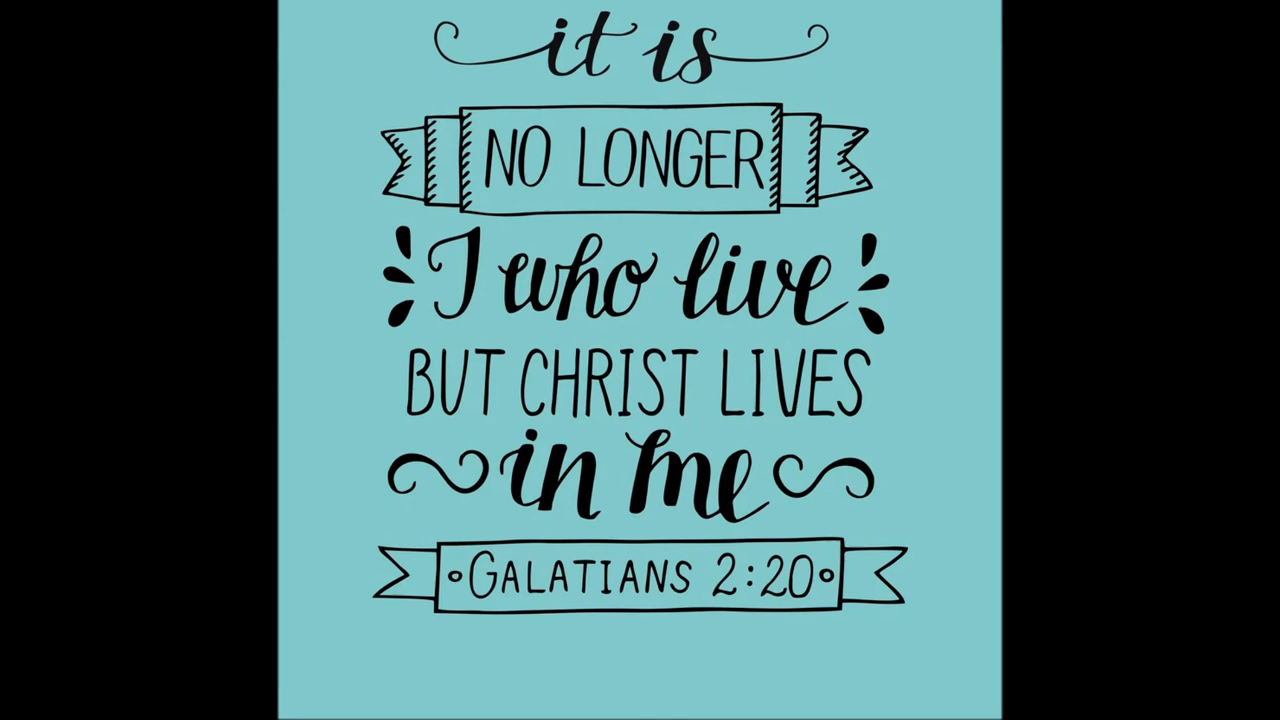 it is
NO LONGER
I who live
BUT CHRIST LIVES
in me
GALATIANS 2:20